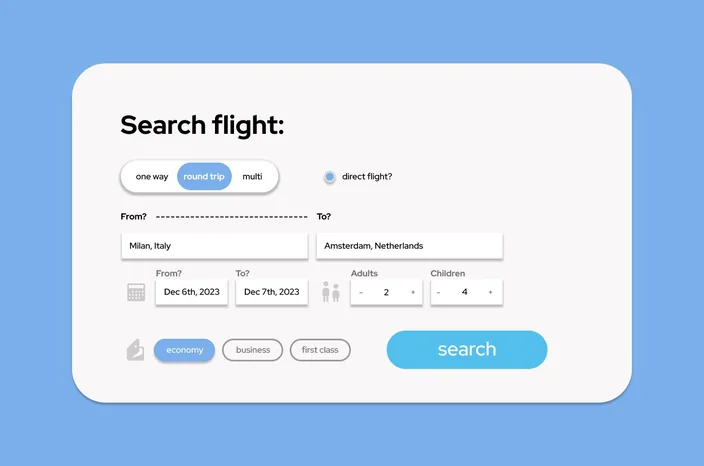 Search flight:
one way round trip multi direct flight?
From? To?
Milan, Italy Amsterdam, Netherlands
From? To? Adults Children
Dec 6th, 2023 Dec 7th, 2023 - 2 + - 4 +
economy business first class search